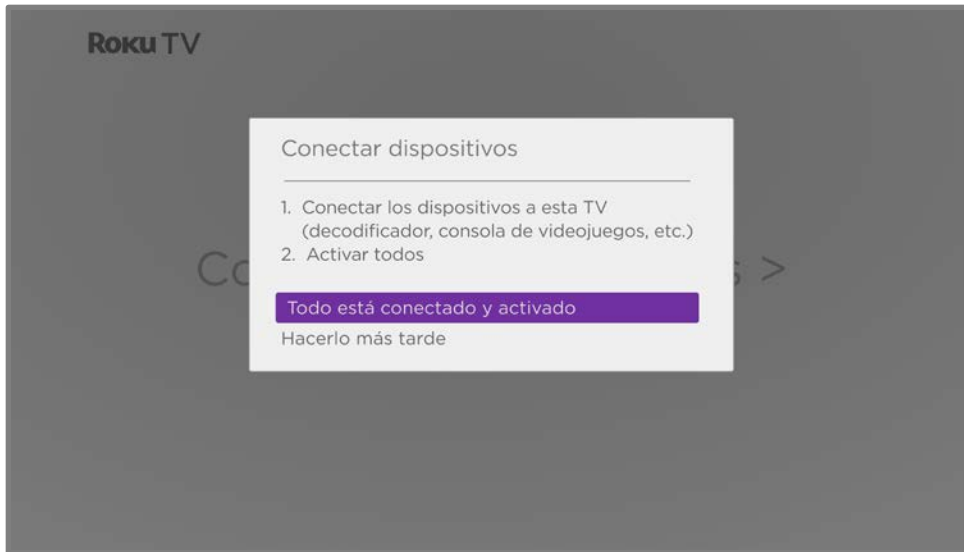 Roku TV
Conectar dispositivos
1. Conectar los dispositivos a esta TV
(decodificador, consola de videojuegos, etc.)
2. Activar todos
Todo está conectado y activado
Hacerlo más tarde